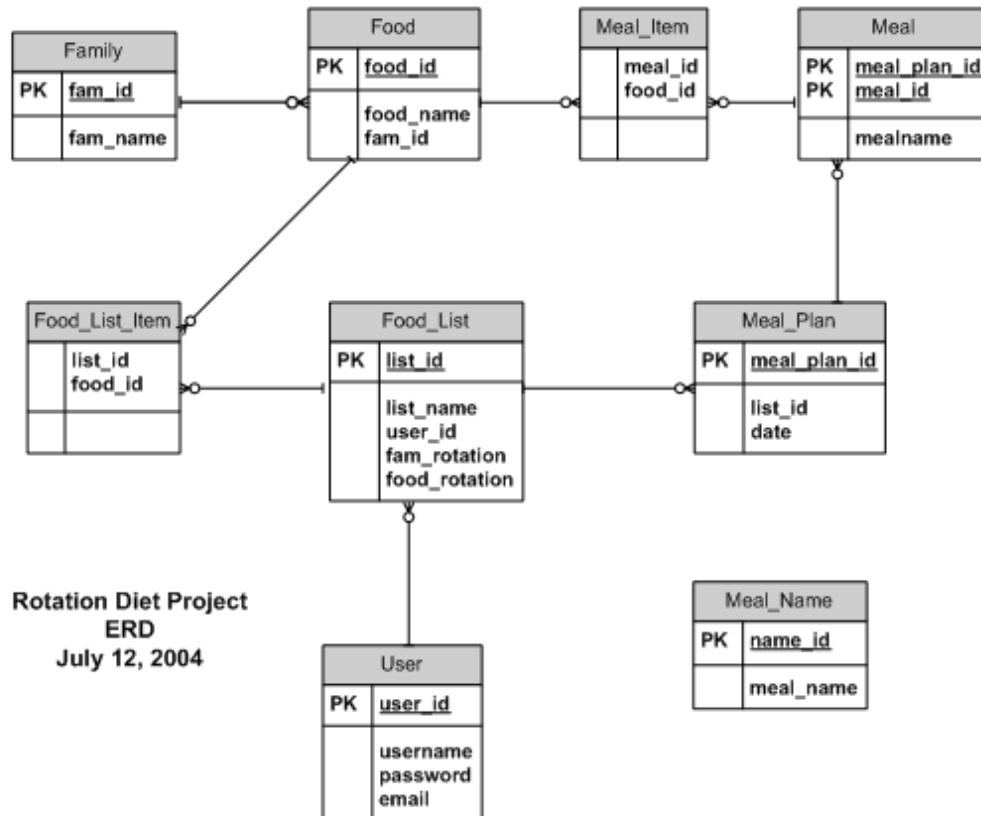 Family
PK fam_id
fam_name
Food
PK food_id
food_name
fam_id
Meal_Item
meal_id
food_id
Meal
PK meal_plan_id
PK meal_id
mealname
Food_List_Item
list_id
food_id
Food_List
PK list_id
list_name
user_id
fam_rotation
food_rotation
Meal_Plan
PK meal_plan_id
list_id
date
Rotation Diet Project
ERD
July 12, 2004
User
PK user_id
username
password
email
Meal_Name
PK name_id
meal_name